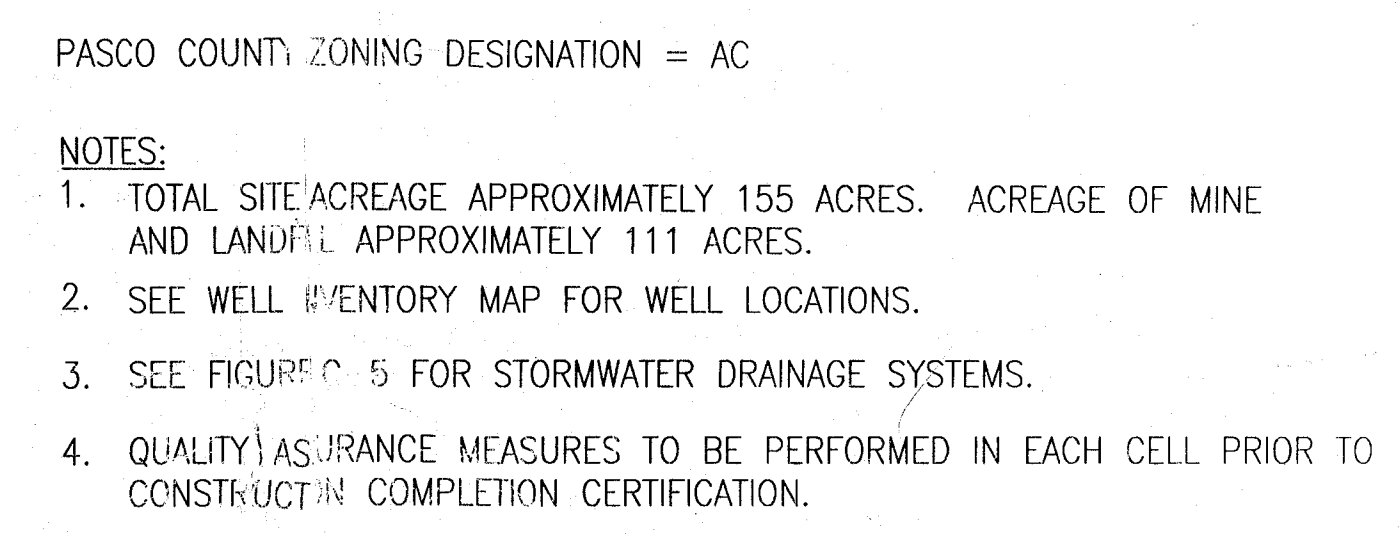 PASCO COUNTY ZONING DESIGNATION = AC
NOTES:
1. TOTAL SITE ACREAGE APPROXIMATELY 155 ACRES. ACREAGE OF MINE
AND LANDFILL APPROXIMATELY 111 ACRES.
2. SEE WELL INVENTORY MAP FOR WELL LOCATIONS.
3. SEE FIGURE 5 FOR STORMWATER DRAINAGE SYSTEMS.
4. QUALITY ASURANCE MEASURES TO BE PERFORMED IN EACH CELL PRIOR TO
CONSTRUCTION COMPLETION CERTIFICATION.